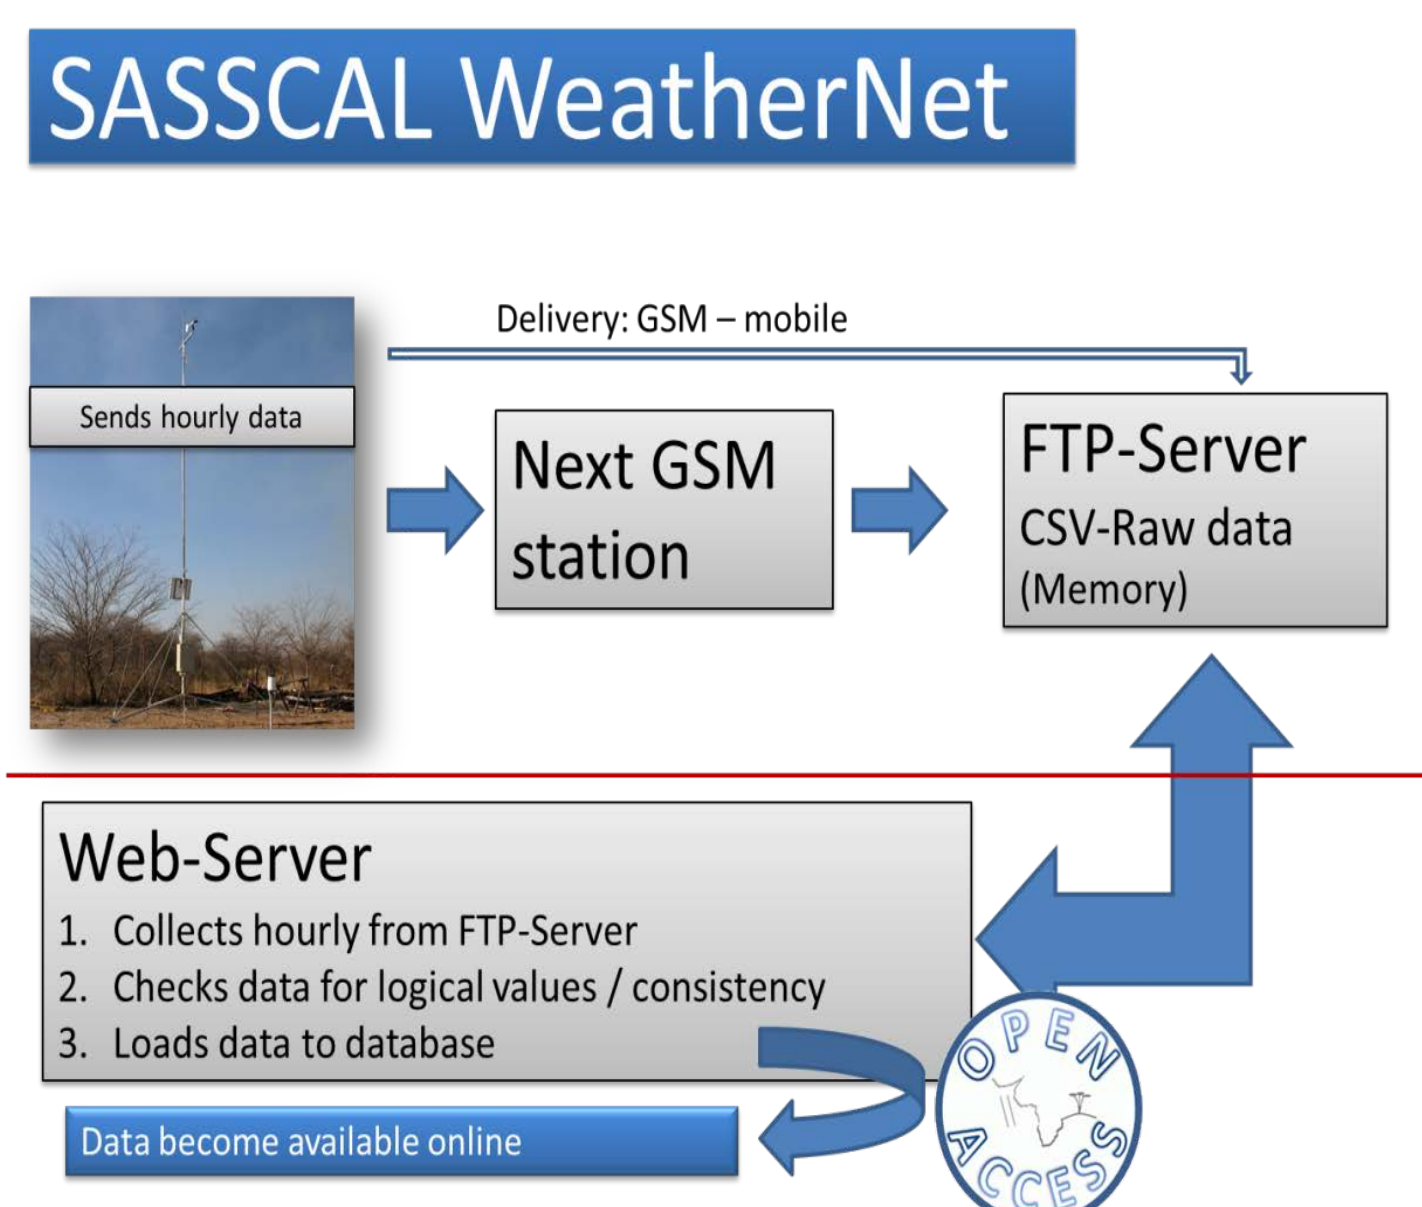 SASSCAL WeatherNet
Delivery: GSM – mobile
Sends hourly data
Next GSM
station
FTP-Server
CSV-Raw data
(Memory)
Web-Server
1. Collects hourly from FTP-Server
2. Checks data for logical values / consistency
3. Loads data to database
Data become available online
OPEN
ACCESS